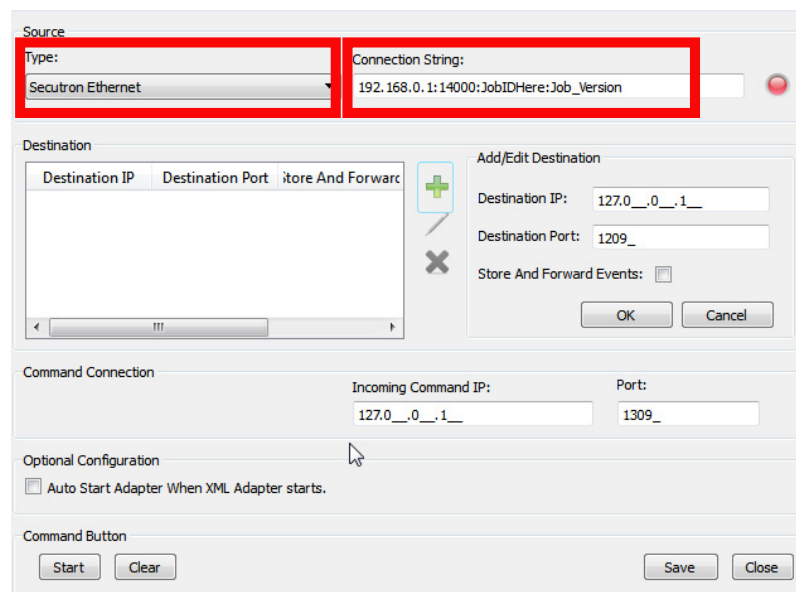 Source
Type:
Connection String:
Secutron Ethernet
192.168.0.1:14000:JobIDHere:Job_Version
Destination
Destination IP Destination Port itore And Forward
Add/Edit Destination
Destination IP: 127.0__.0__.1__
Destination Port: 1209_
Store And Forward Events:
OK Cancel
Command Connection
Incoming Command IP: Port:
127.0__.0__.1__ 1309_
Optional Configuration
Auto Start Adapter When XML Adapter starts.
Command Button
Start Clear Save Close